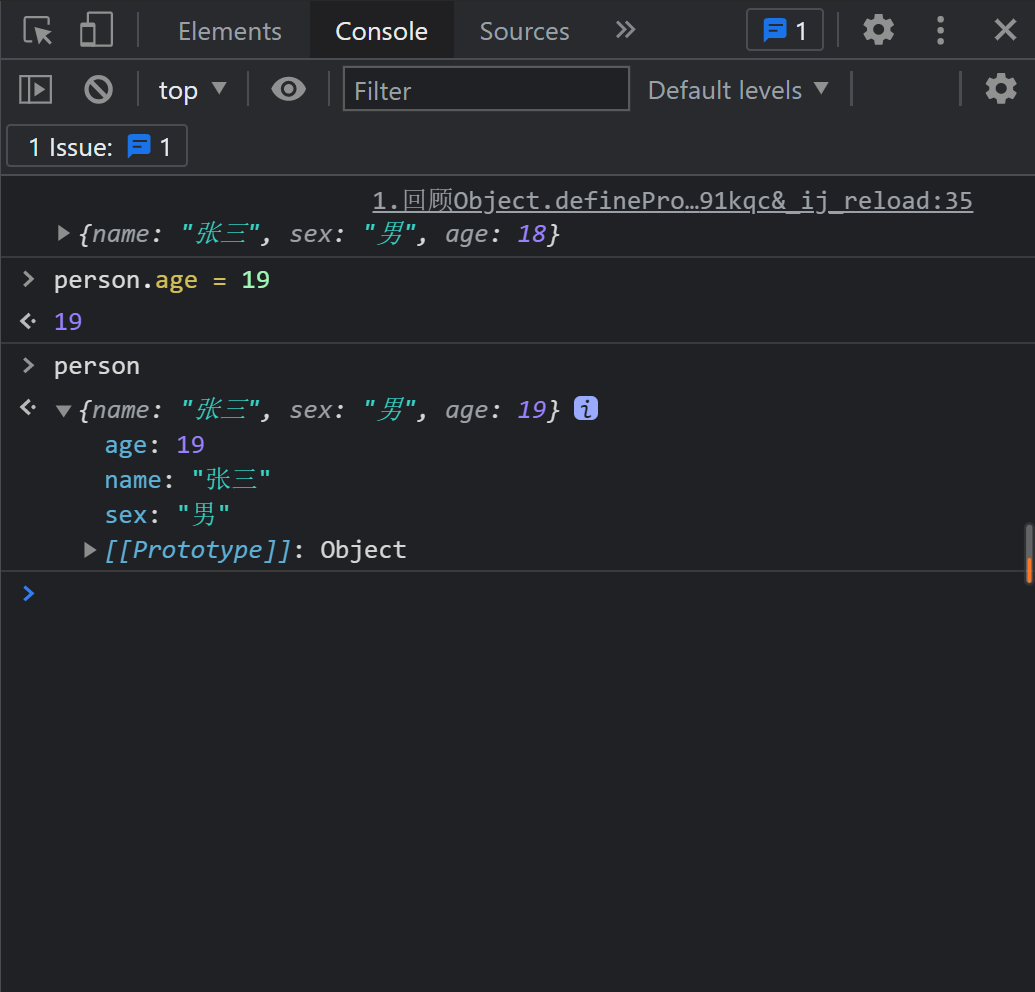 Elements Console Sources 1
top Filter Default levels
1 Issue: 1
1.回顾Object.definePro…91kqc&_ij_reload:35
{name: "张三", sex: "男", age: 18}
person.age = 19
19
person
{name: "张三", sex: "男", age: 19} i
age: 19
name: "张三"
sex: "男"
[[Prototype]]: Object